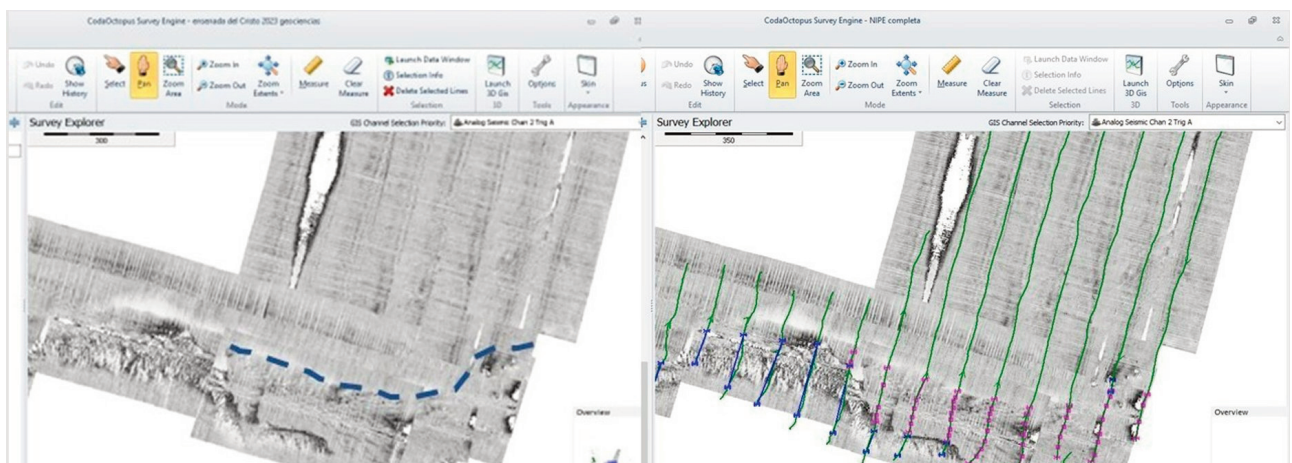 CodaOctopus Survey Engine - ensenada del Cristo 2023 geociencias
Undo
Redo
Show History
Edit
Select
Pan
Zoom Area
Zoom In
Zoom Out
Zoom Extents
Mode
Measure
Clear Measure
Launch Data Window
Selection Info
Delete Selected Lines
Selection
Launch 3D Gis
3D
Options
Tools
Skin
Appearance
Survey Explorer
GIS Channel Selection Priority:
Analog Seismic Chan 2 Trig A
300
Overview
CodaOctopus Survey Engine - NIPE completa
Undo
Redo
Show History
Edit
Select
Pan
Zoom Area
Zoom In
Zoom Out
Zoom Extents
Mode
Measure
Clear Measure
Launch Data Window
Selection Info
Delete Selected Lines
Selection
Launch 3D Gis
3D
Options
Tools
Skin
Appearance
Survey Explorer
GIS Channel Selection Priority:
Analog Seismic Chan 2 Trig A
350
Overview